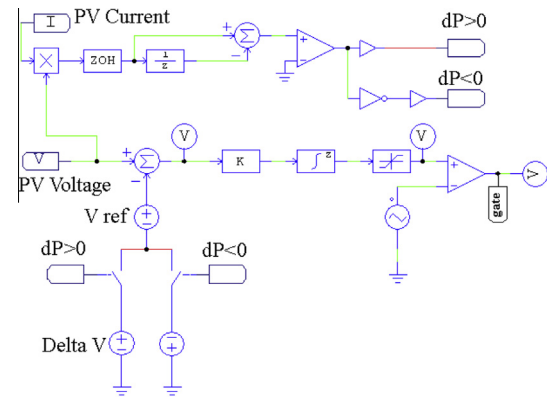 I PV Current
dP>0
ZOH
1/z
dP<0
V
V
V
PV Voltage
K
z
gate
V
V ref
dP>0
dP<0
Delta V